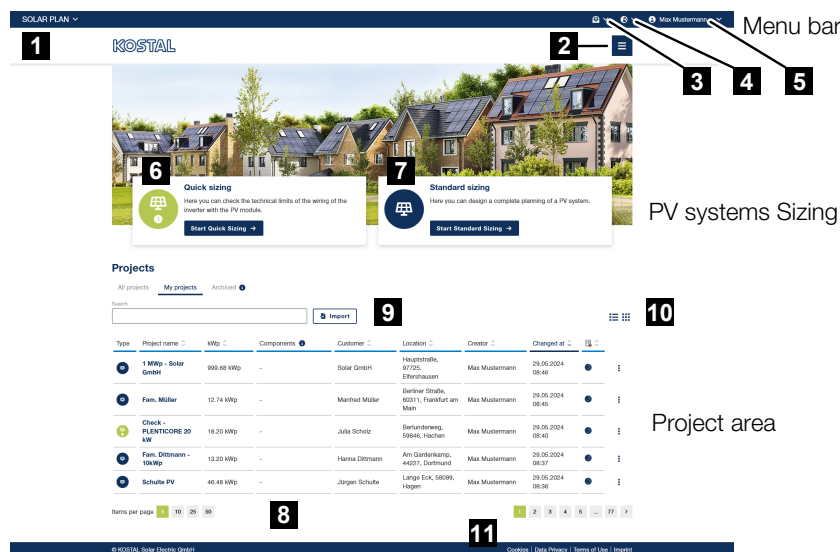 SOLAR PLAN
Max Mustermann
Menu bar
1
KOSTAL
2
3
4
5
6
7
Quick sizing
Here you can check the technical limits of the wiring of the
inverter with the PV module.
Start Quick Sizing →
Standard sizing
Here you can design a complete planning of a PV system.
Start Standard Sizing →
PV systems Sizing
Projects
All projects My projects Archived
Search
Import
9
10
Type Project name kWp Components Customer Location Creator Changed at
1 MWp - Solar
GmbH
999.68 kWp
-
Solar GmbH
Hauptstraße,
97725,
Elfershausen
Max Mustermann
29.05.2024
08:46
Fam. Müller
12.74 kWp
-
Manfred Müller
Berliner Straße,
60311, Frankfurt am
Main
Max Mustermann
29.05.2024
08:45
Check -
PLENTICORE 20
kW
18.20 kWp
-
Julia Scholz
Berlunderweg,
59846, Hachen
Max Mustermann
29.05.2024
08:40
Project area
Fam. Dittmann -
10kWp
13.20 kWp
-
Hanna Dittmann
Am Gardenkamp,
44227, Dortmund
Max Mustermann
29.05.2024
08:37
Schulte PV
46.48 kWp
-
Jürgen Schulte
Lange Eck, 58099,
Hagen
Max Mustermann
29.05.2024
08:36
Items per page 5 10 25 50
8
1 2 3 4 5 ... 77 >
11
© KOSTAL Solar Electric GmbH
Cookies | Data Privacy | Terms of Use | Imprint